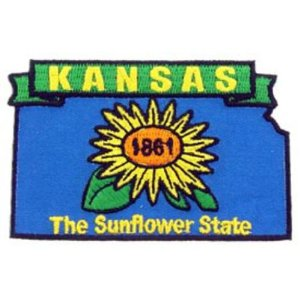 KANSAS
1861
The Sunflower State